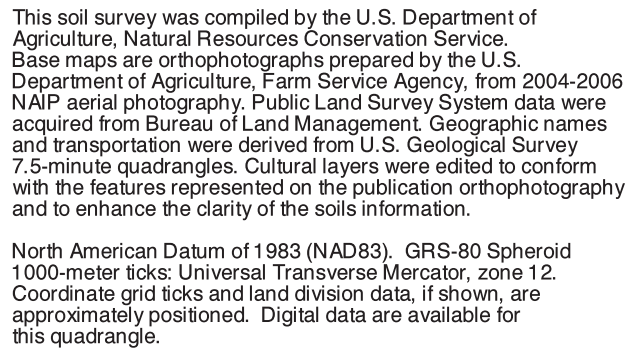 This soil survey was compiled by the U.S. Department of
Agriculture, Natural Resources Conservation Service.
Base maps are orthophotographs prepared by the U.S.
Department of Agriculture, Farm Service Agency, from 2004-2006
NAIP aerial photography. Public Land Survey System data were
acquired from Bureau of Land Management. Geographic names
and transportation were derived from U.S. Geological Survey
7.5-minute quadrangles. Cultural layers were edited to conform
with the features represented on the publication orthophotography
and to enhance the clarity of the soils information.

North American Datum of 1983 (NAD83).  GRS-80 Spheroid
1000-meter ticks: Universal Transverse Mercator, zone 12.
Coordinate grid ticks and land division data, if shown, are
approximately positioned.  Digital data are available for
this quadrangle.